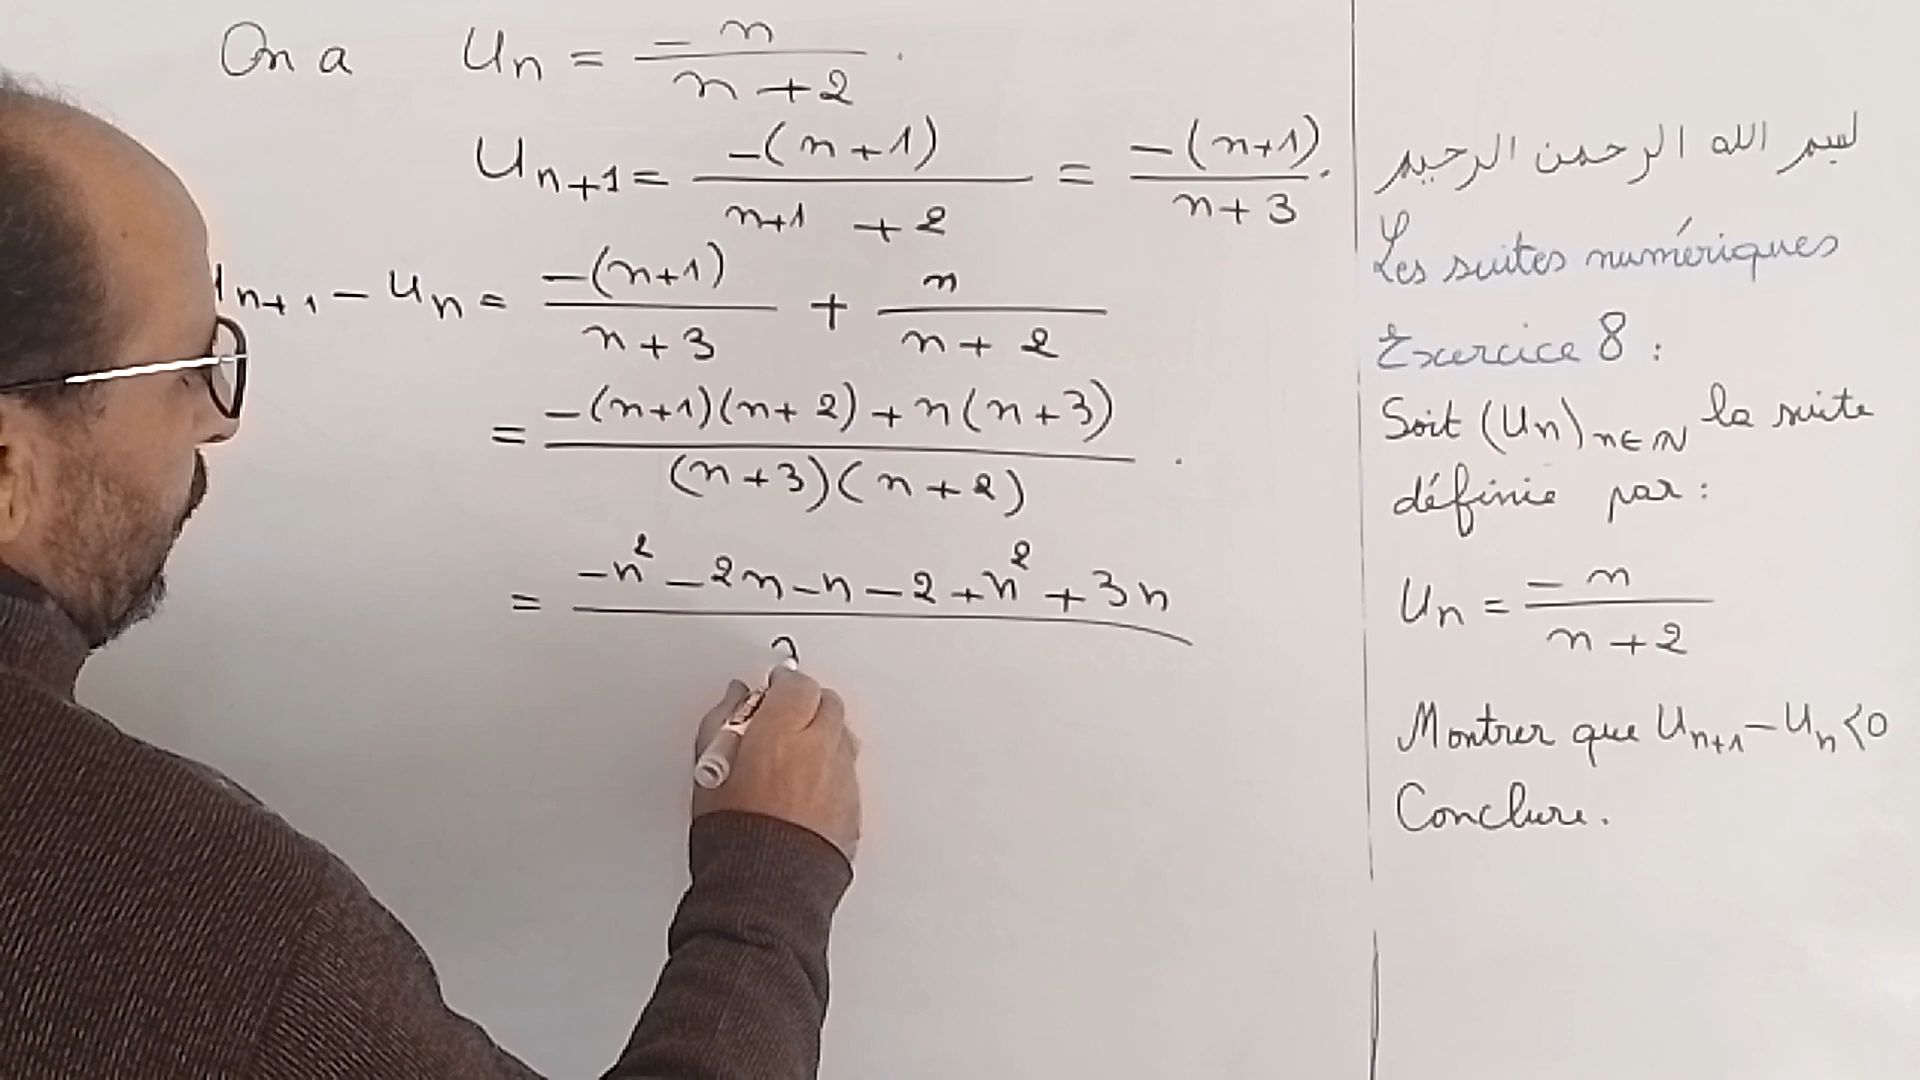 On a Un = -n / n+2 .
Un+1 = -(n+1) / n+1 +2 = -(n+1) / n+3 .
Un+1 - Un = -(n+1) / n+3 + n / n+2
= -(n+1)(n+2)+n(n+3) / (n+3)(n+2) .
= -n² -2n-n-2+n²+3n
بسم الله الرحمن الرحيم
Les suites numériques
Exercice 8 :
Soit (Un)n∈N la suite
définie par :
Un = -n / n+2
Montrer que Un+1 - Un <0
Conclure.